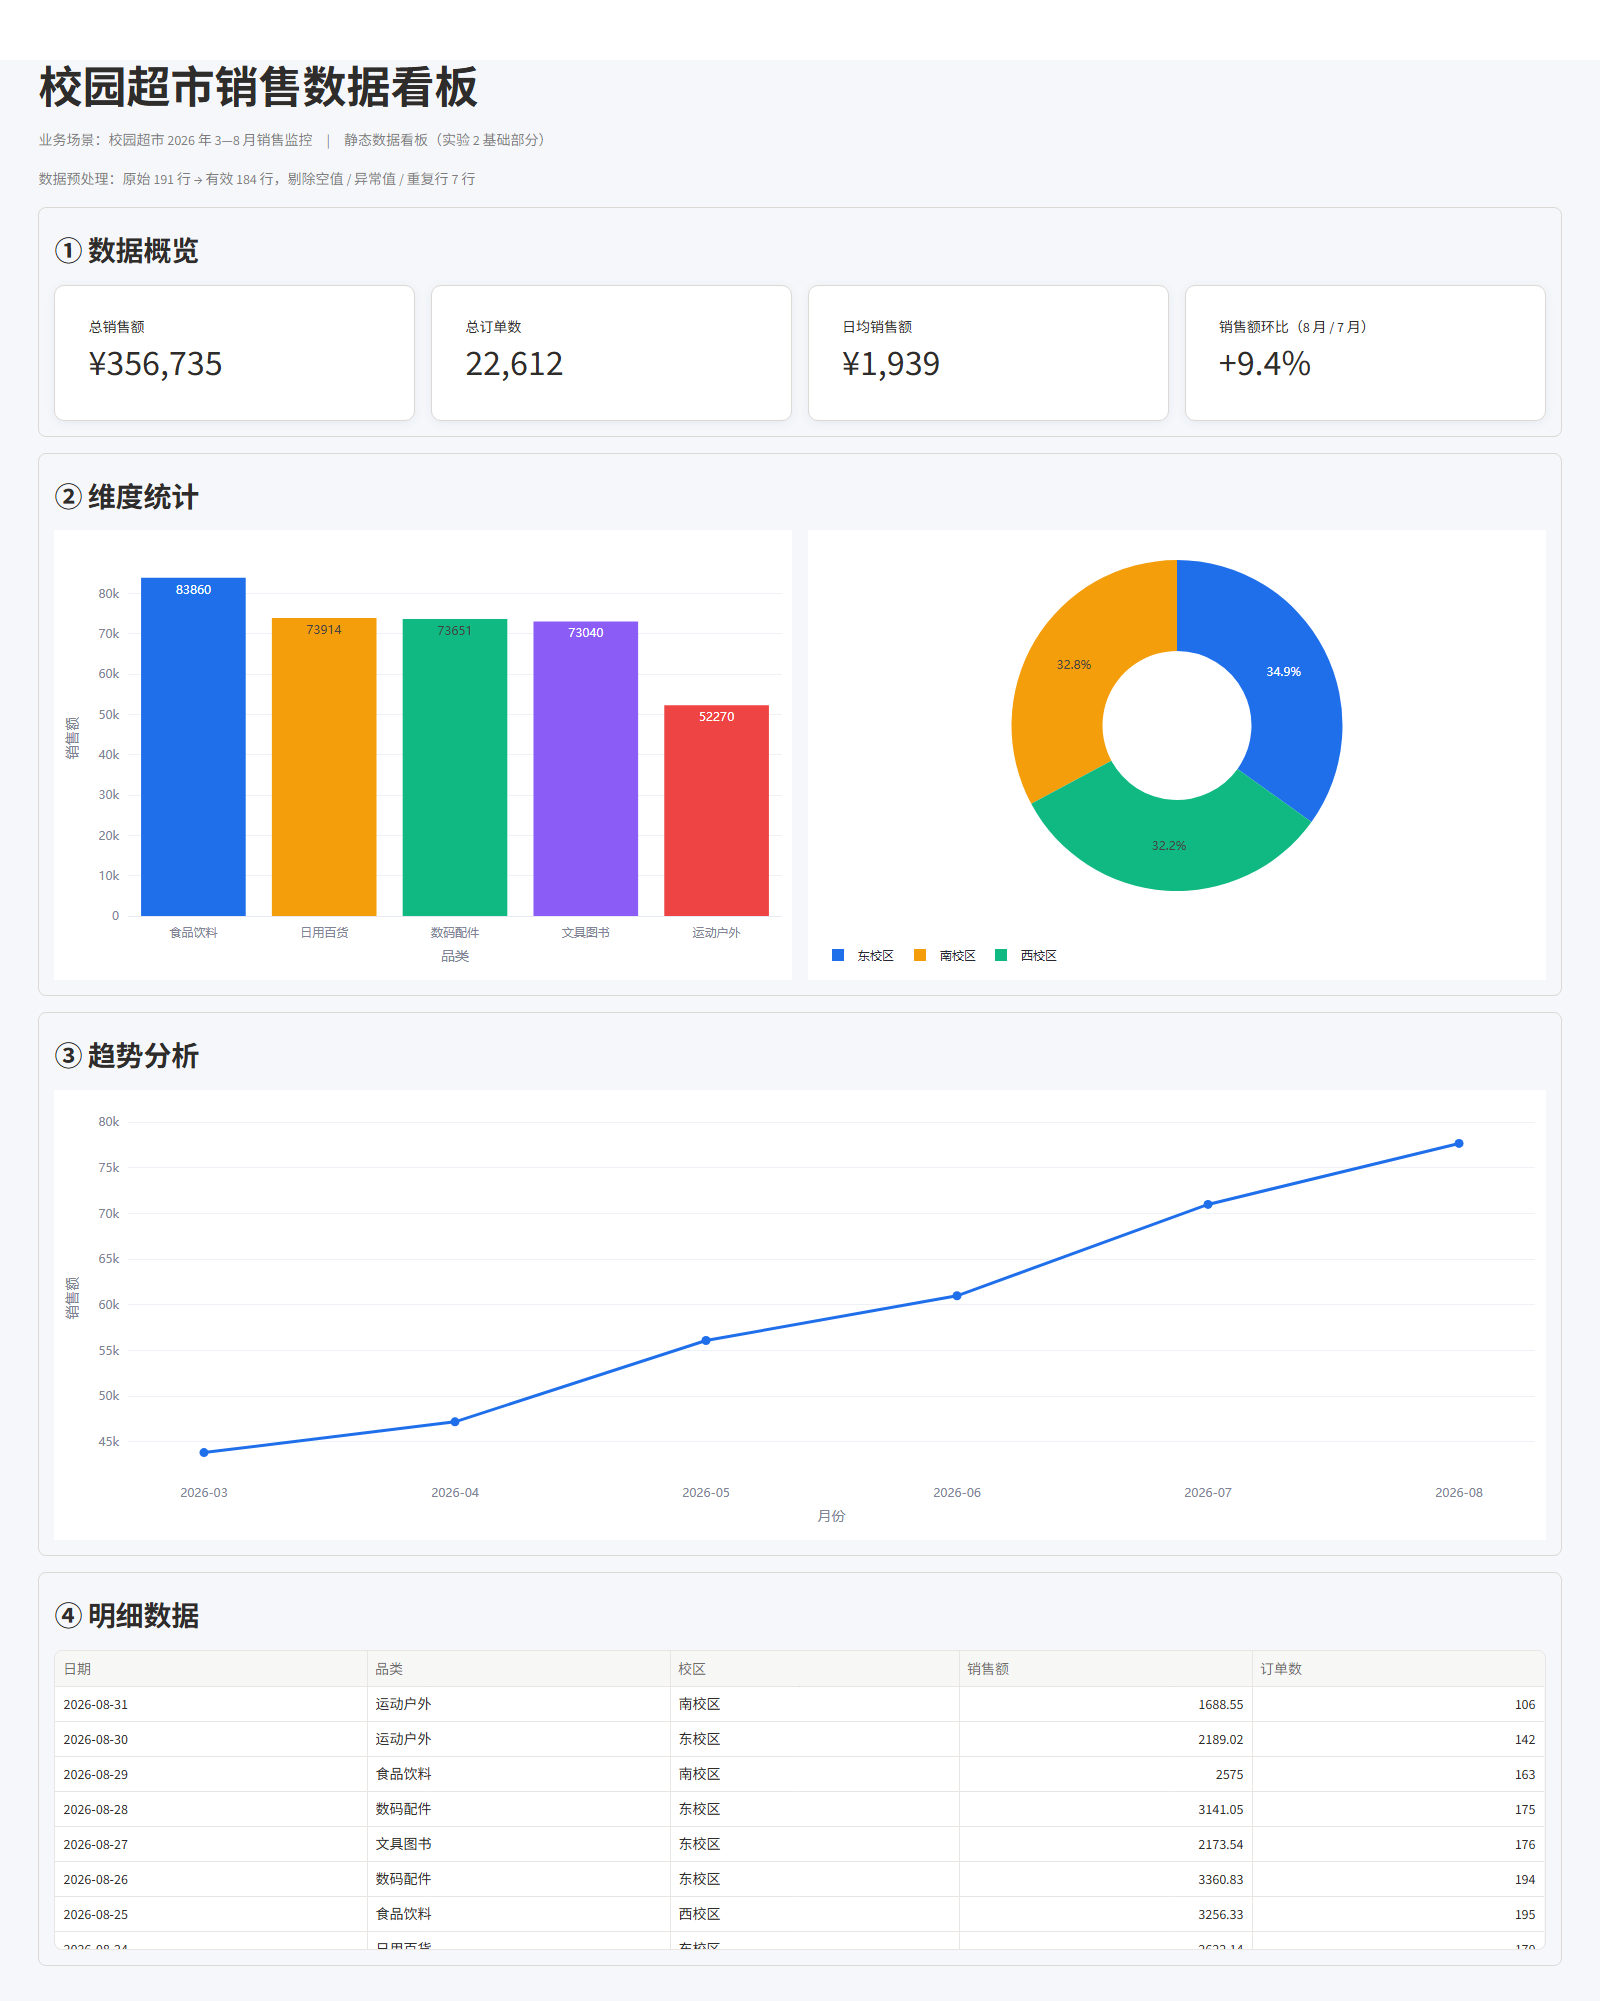 校园超市销售数据看板
业务场景：校园超市 2026 年 3—8 月销售监控 | 静态数据看板（实验 2 基础部分）
数据预处理：原始 191 行 → 有效 184 行，剔除空值 / 异常值 / 重复行 7 行
① 数据概览
总销售额
¥356,735
总订单数
22,612
日均销售额
¥1,939
销售额环比（8 月 / 7 月）
+9.4%
② 维度统计
销售额
80k
70k
60k
50k
40k
30k
20k
10k
0
83860
73914
73651
73040
52270
食品饮料
日用百货
数码配件
文具图书
运动户外
品类
32.8%
34.9%
32.2%
东校区
南校区
西校区
③ 趋势分析
销售额
80k
75k
70k
65k
60k
55k
50k
45k
2026-03
2026-04
2026-05
2026-06
2026-07
2026-08
月份
④ 明细数据
日期 品类 校区 销售额 订单数
2026-08-31 运动户外 南校区 1688.55 106
2026-08-30 运动户外 东校区 2189.02 142
2026-08-29 食品饮料 南校区 2575 163
2026-08-28 数码配件 东校区 3141.05 175
2026-08-27 文具图书 东校区 2173.54 176
2026-08-26 数码配件 东校区 3360.83 194
2026-08-25 食品饮料 西校区 3256.33 195
2026-08-24 日用百货